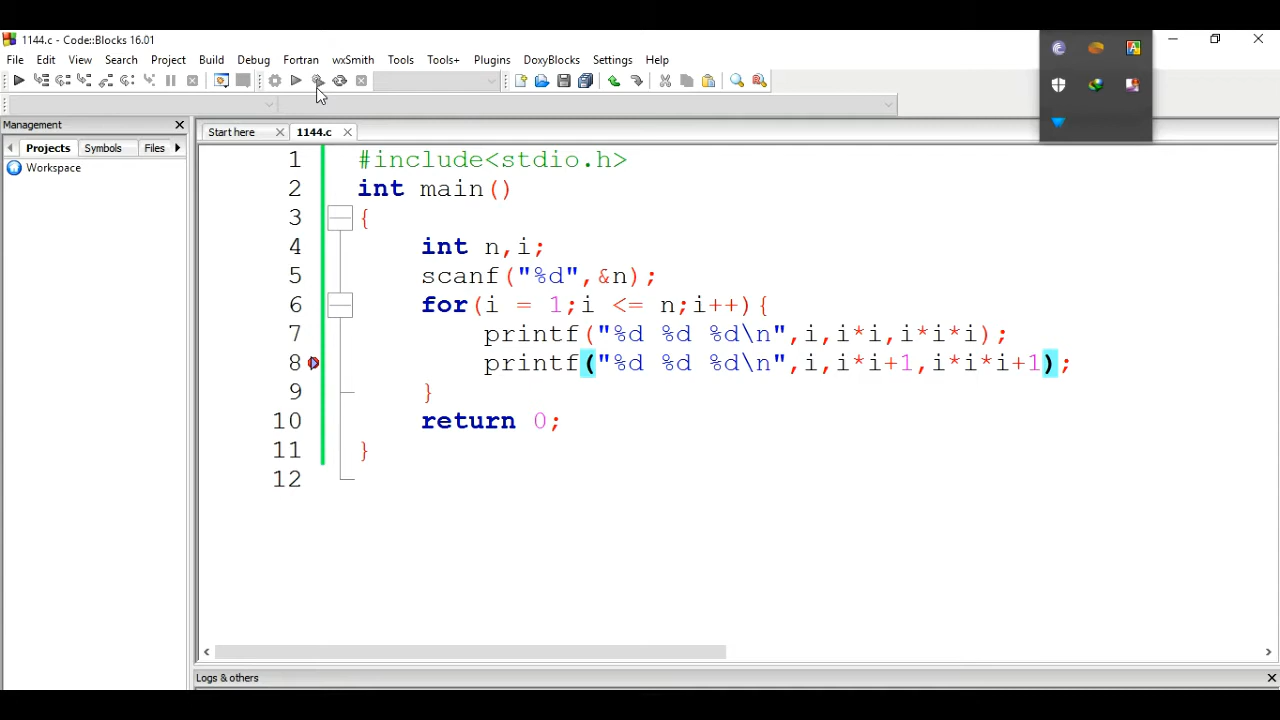 1144.c - Code::Blocks 16.01
File Edit View Search Project Build Debug Fortran wxSmith Tools Tools+ Plugins DoxyBlocks Settings Help
Management
Start here 1144.c
Projects Symbols Files
Workspace
1 #include<stdio.h>
2 int main()
3 {
4 int n,i;
5 scanf("%d",&n);
6 for(i = 1;i <= n;i++){
7 printf("%d %d %d\n",i,i*i,i*i*i);
8 printf("%d %d %d\n",i,i*i+1,i*i*i+1);
9 }
10 return 0;
11 }
12
Logs & others